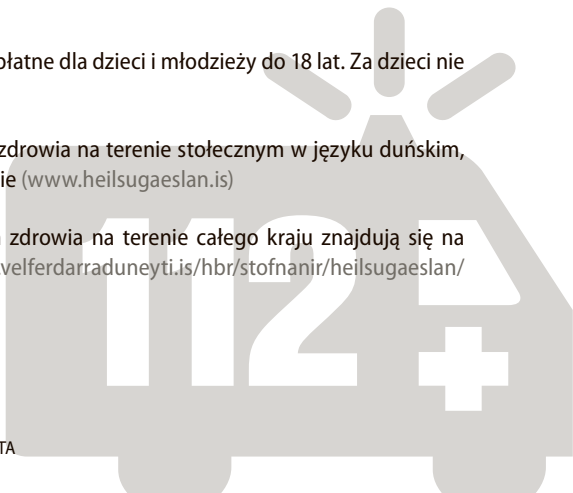 płatne dla dzieci i młodzieży do 18 lat. Za dzieci nie
zdrowia na terenie stołecznym w języku duńskim,
ie (www.heilsugaeslan.is)
zdrowia na terenie całego kraju znajdują się na
velferdarraduneyti.is/hbr/stofnanir/heilsugaeslan/
112
TA